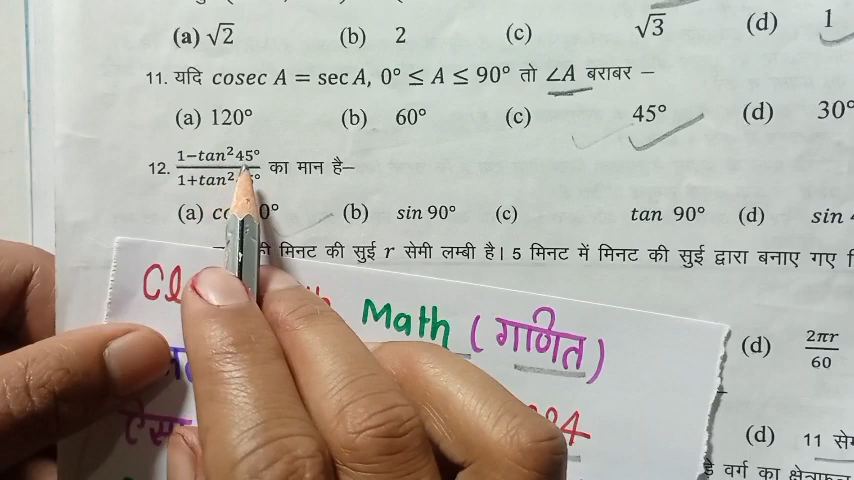 (a) √2 (b) 2 (c) √3 (d) 1
11. यदि cosec A = sec A, 0° ≤ A ≤ 90° तो ∠A बराबर –
(a) 120° (b) 60° (c) 45° (d) 30°
12. 1−tan²45° / 1+tan² का मान है–
(a) 0° (b) sin 90° (c) tan 90° (d) sin
मिनट की सुई r सेमी लम्बी है। 5 मिनट में मिनट की सुई द्वारा बनाए गए
Math (गणित)
(d) 2πr/60
(d) 11 सेमी
वर्ग का क्षेत्रफल